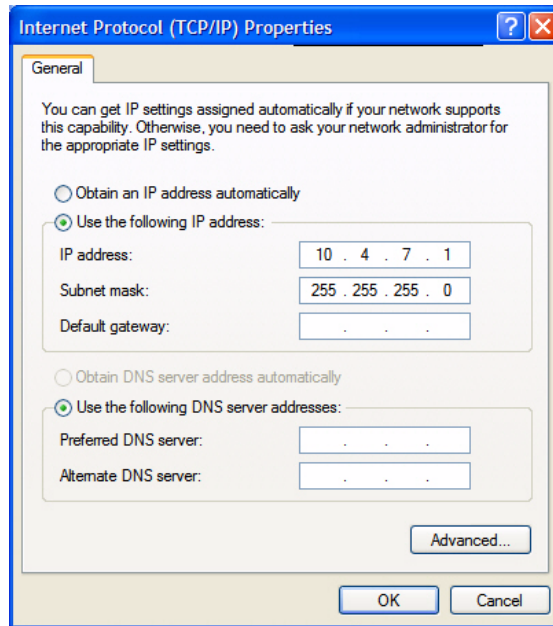 Internet Protocol (TCP/IP) Properties
General
You can get IP settings assigned automatically if your network supports
this capability. Otherwise, you need to ask your network administrator for
the appropriate IP settings.
Obtain an IP address automatically
Use the following IP address:
IP address: 10 . 4 . 7 . 1
Subnet mask: 255 . 255 . 255 . 0
Default gateway: . . .
Obtain DNS server address automatically
Use the following DNS server addresses:
Preferred DNS server: . . .
Alternate DNS server: . . .
Advanced...
OK Cancel